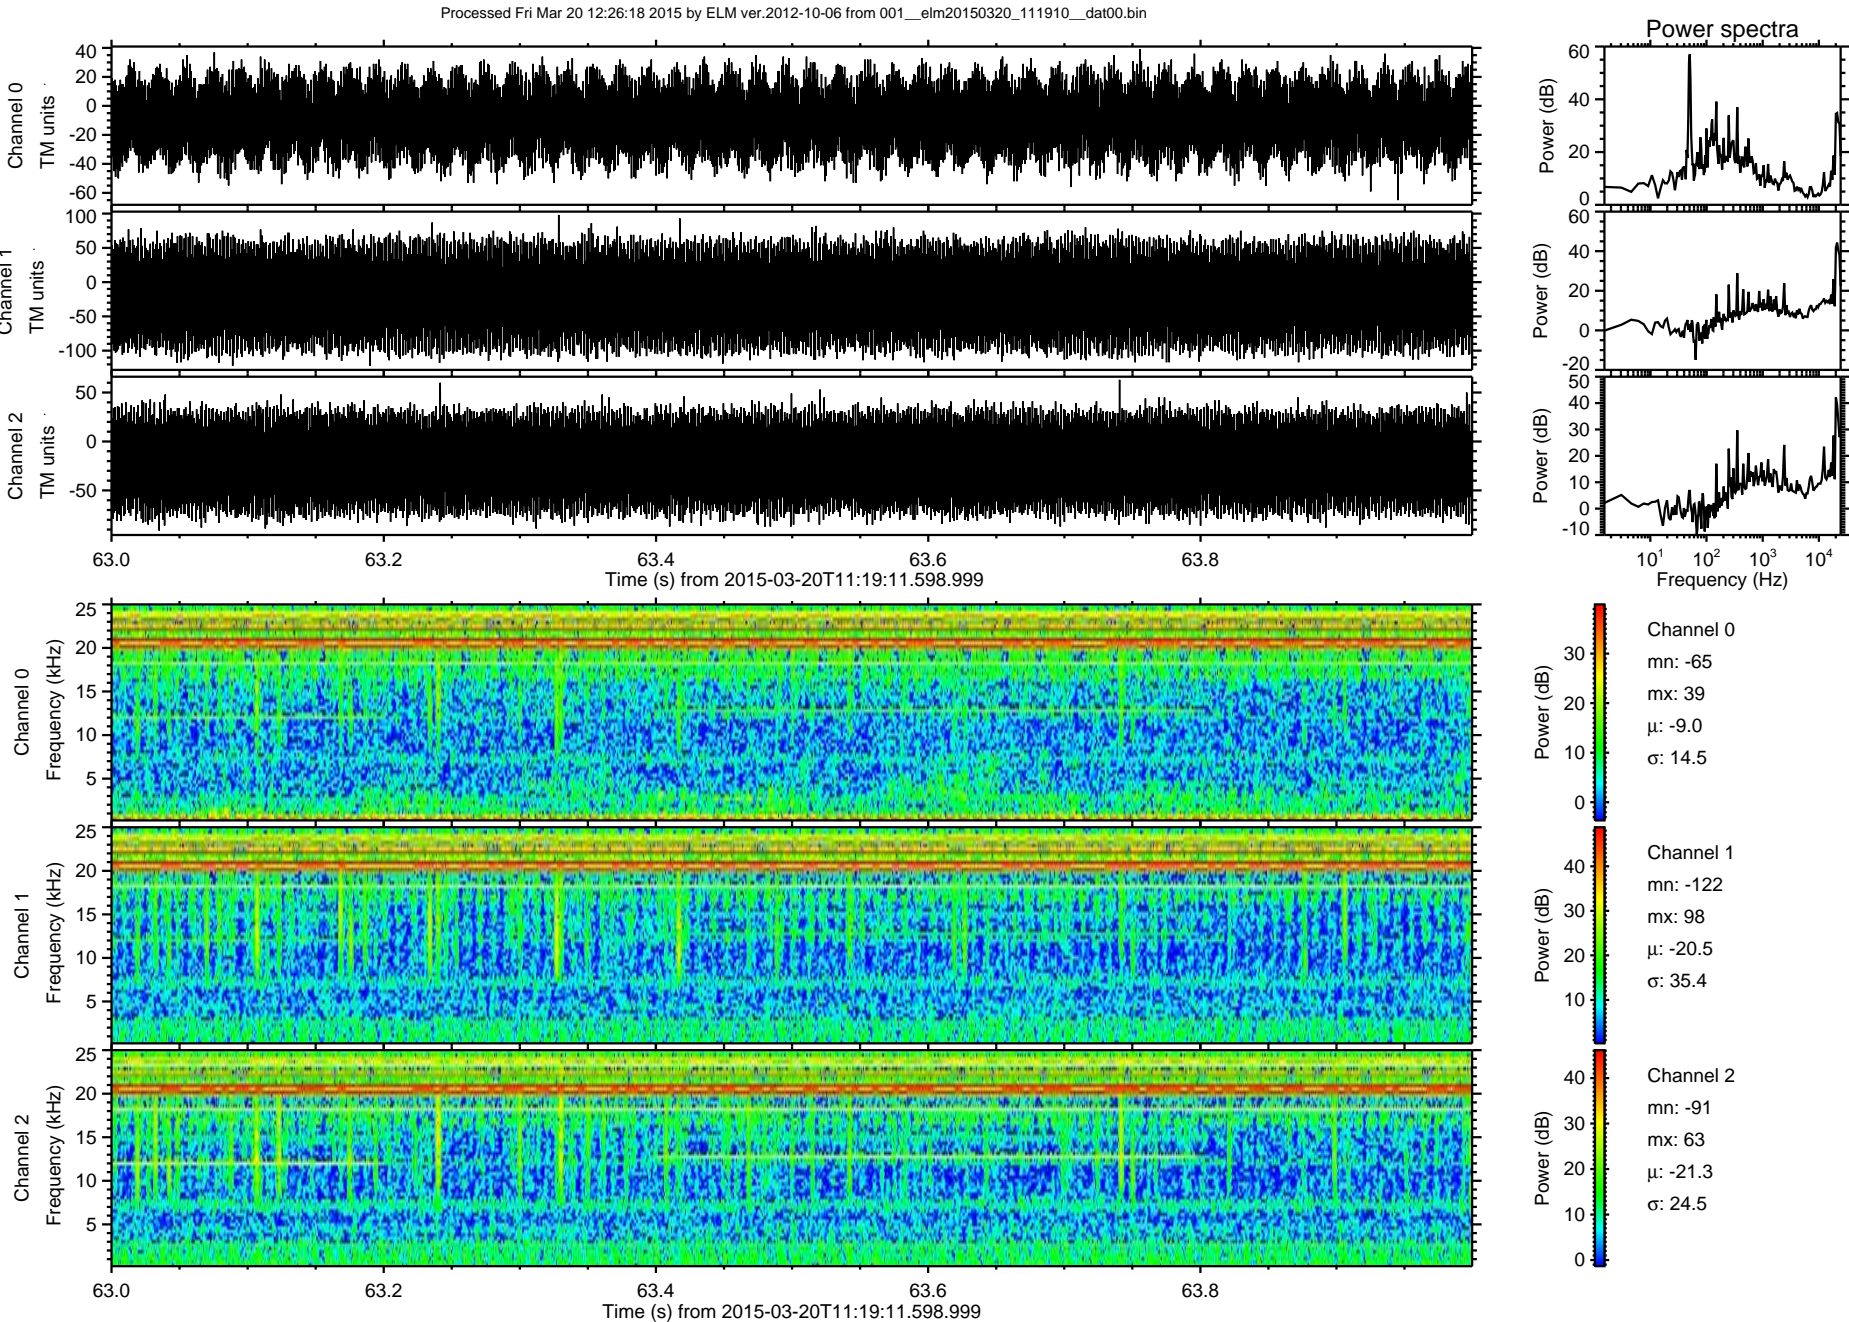 Processed Fri Mar 20 12:26:18 2015 by ELM ver.2012-10-06 from 001__elm20150320_111910__dat00.bin
Power spectra
Channel 0
TM units
40
20
0
-20
-40
-60
Power (dB)
60
40
20
0
Channel 1
TM units
100
50
0
-50
-100
Power (dB)
60
40
20
0
-20
Channel 2
TM units
50
0
-50
Power (dB)
50
40
30
20
10
0
-10
63.0 63.2 63.4 63.6 63.8
Time (s) from 2015-03-20T11:19:11.598.999
10^1 10^2 10^3 10^4
Frequency (Hz)
Channel 0
Frequency (kHz)
25
20
15
10
5
Power (dB)
30
20
10
0
Channel 0
mn: -65
mx: 39
μ: -9.0
σ: 14.5
Channel 1
Frequency (kHz)
25
20
15
10
5
Power (dB)
40
30
20
10
Channel 1
mn: -122
mx: 98
μ: -20.5
σ: 35.4
Channel 2
Frequency (kHz)
25
20
15
10
5
Power (dB)
40
30
20
10
0
Channel 2
mn: -91
mx: 63
μ: -21.3
σ: 24.5
63.0 63.2 63.4 63.6 63.8
Time (s) from 2015-03-20T11:19:11.598.999